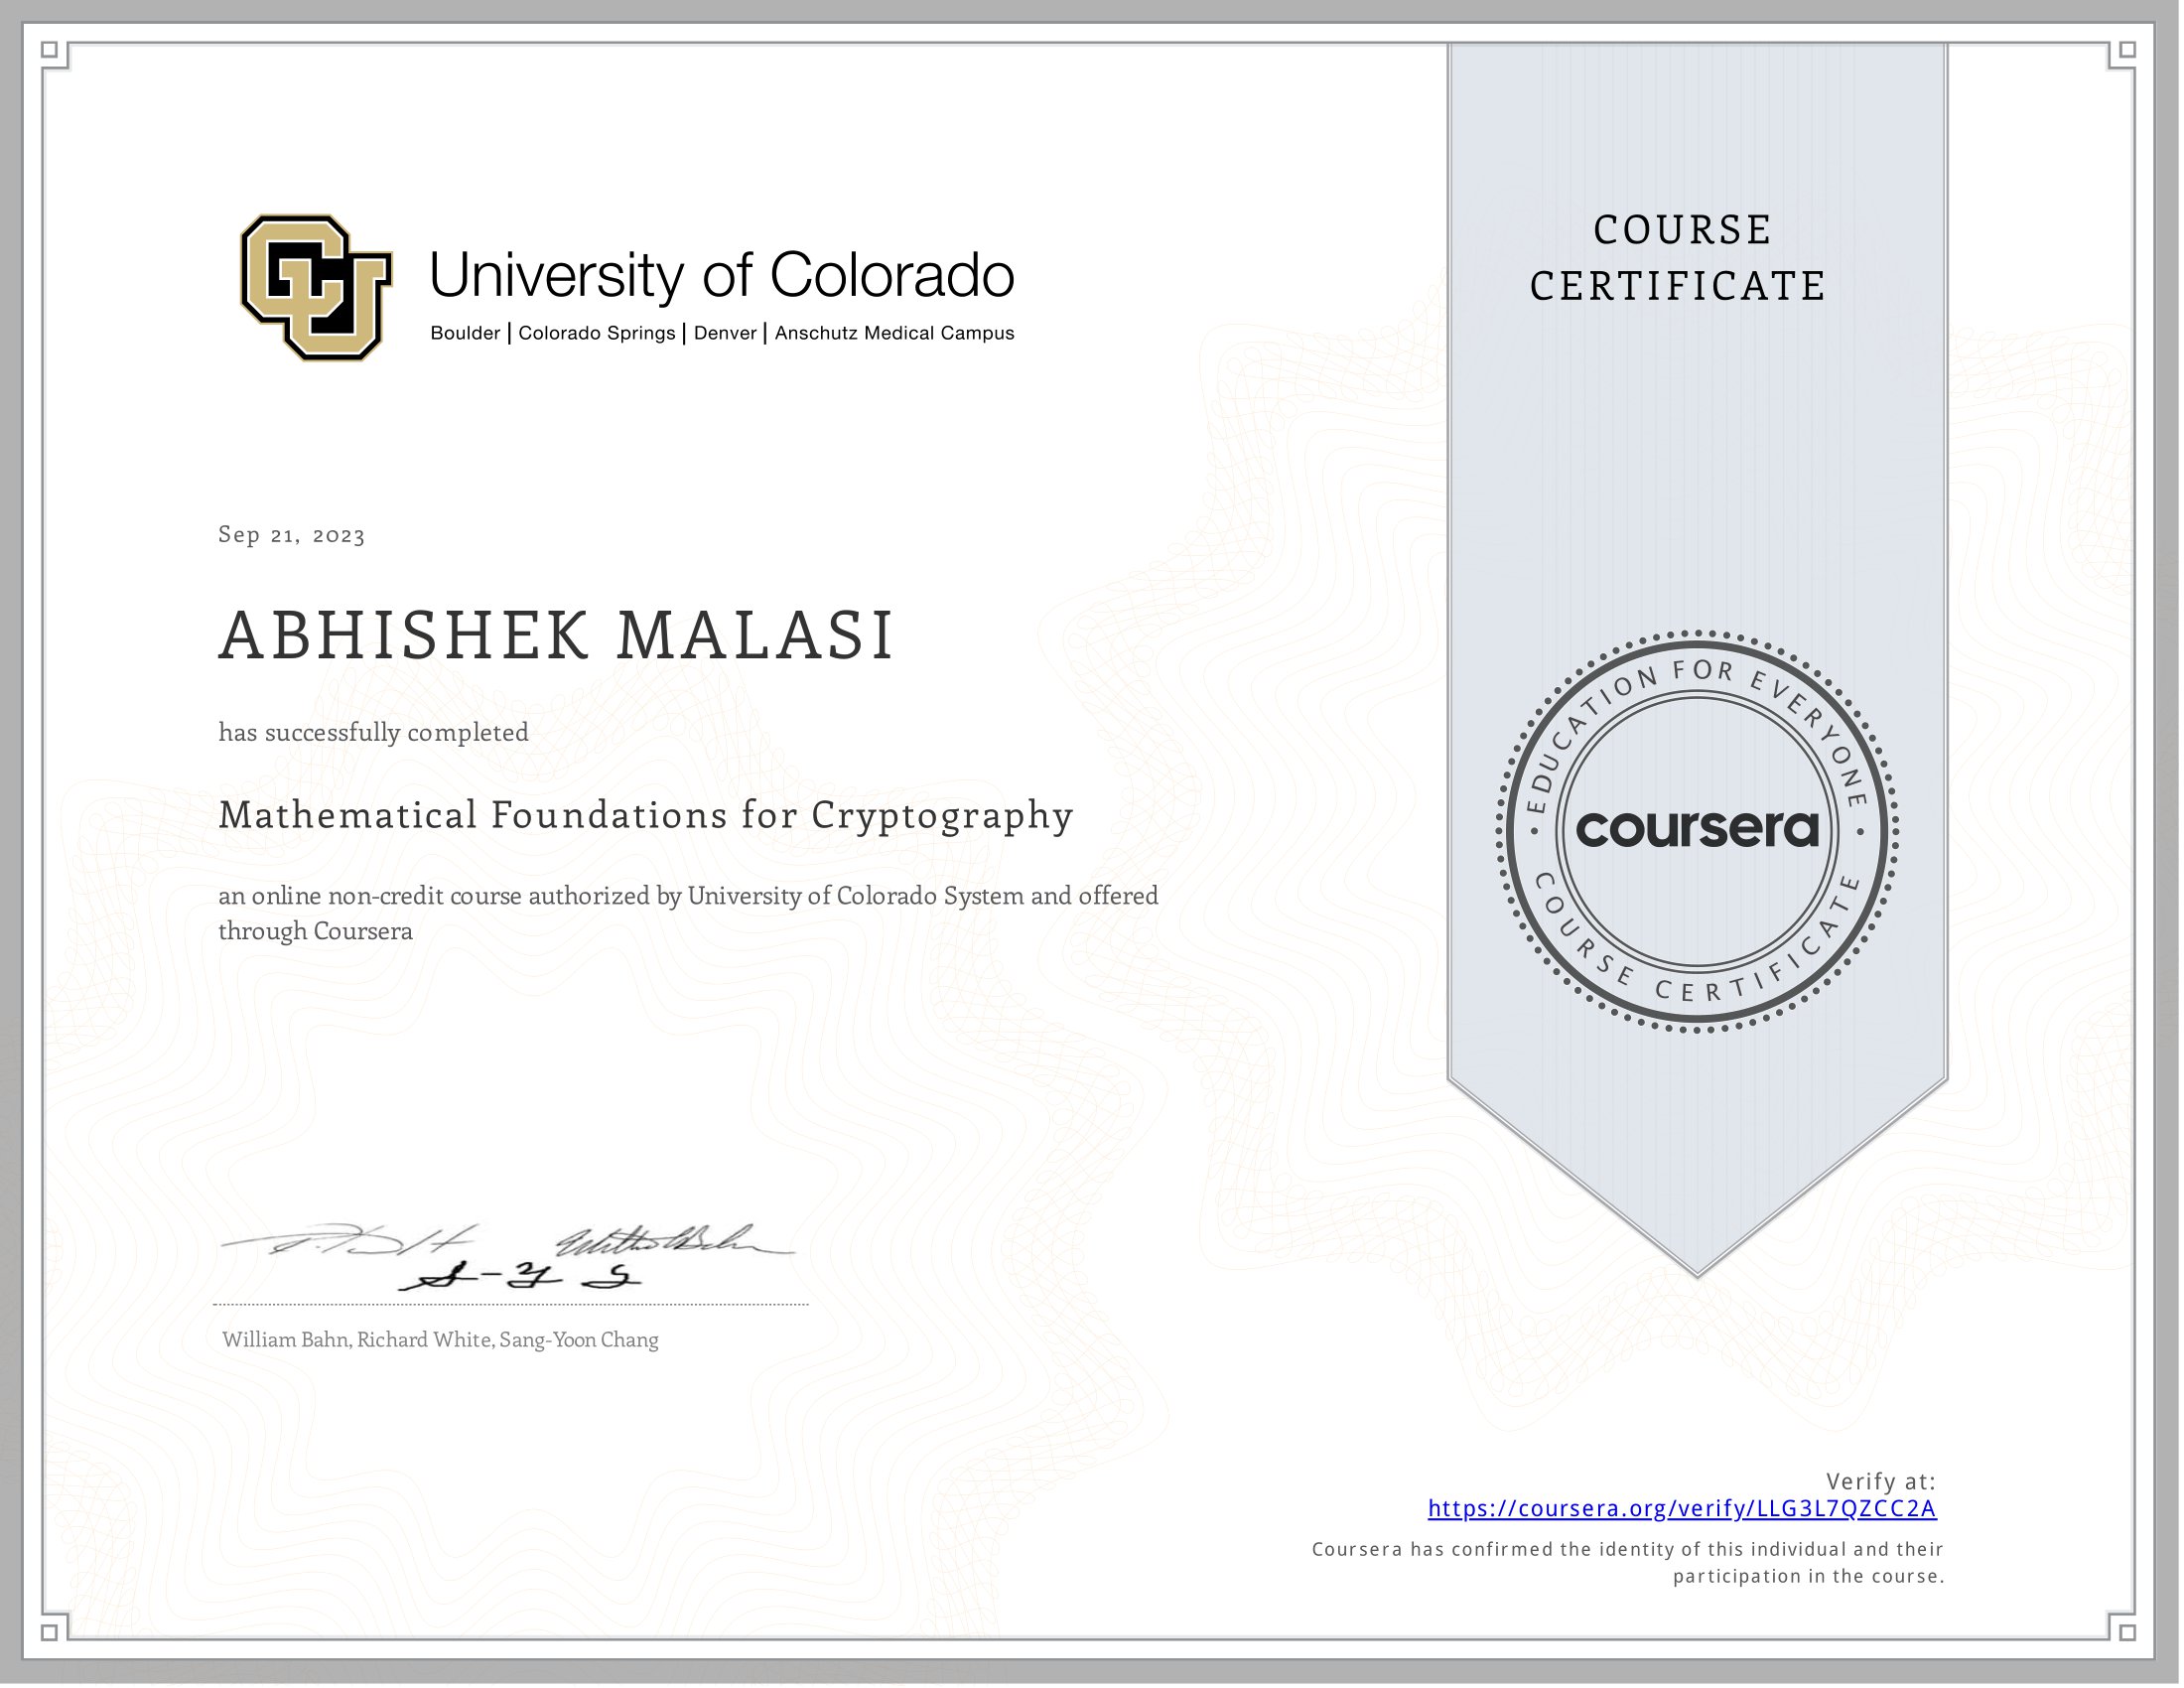 University of Colorado
Boulder | Colorado Springs | Denver | Anschutz Medical Campus
COURSE
CERTIFICATE
Sep 21, 2023
ABHISHEK MALASI
has successfully completed
Mathematical Foundations for Cryptography
an online non-credit course authorized by University of Colorado System and offered
through Coursera
EDUCATION FOR EVERYONE
coursera
COURSE CERTIFICATE
William Bahn, Richard White, Sang-Yoon Chang
Verify at:
https://coursera.org/verify/LLG3L7QZCC2A
Coursera has confirmed the identity of this individual and their
participation in the course.